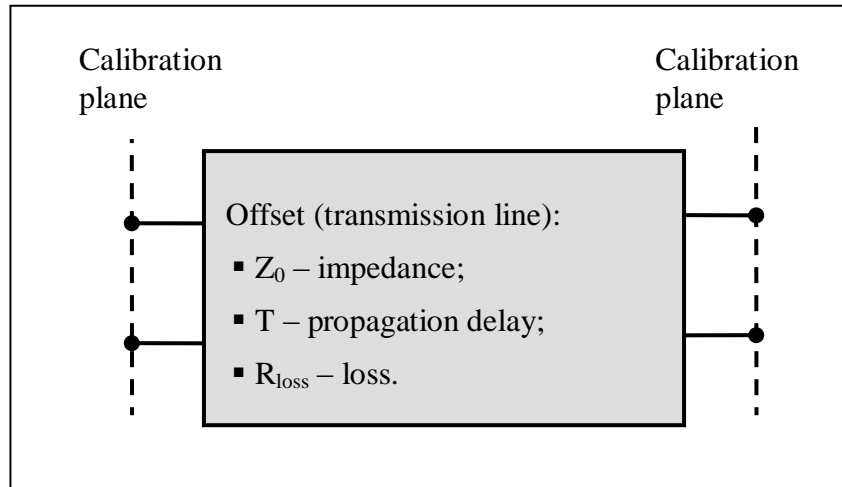 Calibration
plane
Calibration
plane
Offset (transmission line):
▪ Z₀ – impedance;
▪ T – propagation delay;
▪ Rₗₒₛₛ – loss.